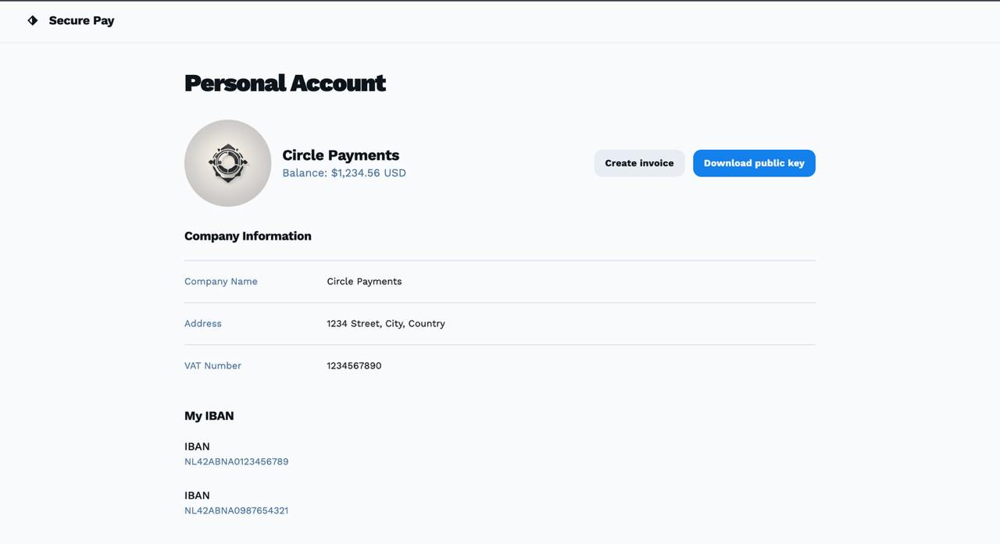 Secure Pay
Personal Account
Circle Payments
Balance: $1,234.56 USD
Create invoice
Download public key
Company Information
Company Name
Circle Payments
Address
1234 Street, City, Country
VAT Number
1234567890
My IBAN
IBAN
NL42ABNA0123456789
IBAN
NL42ABNA0987654321